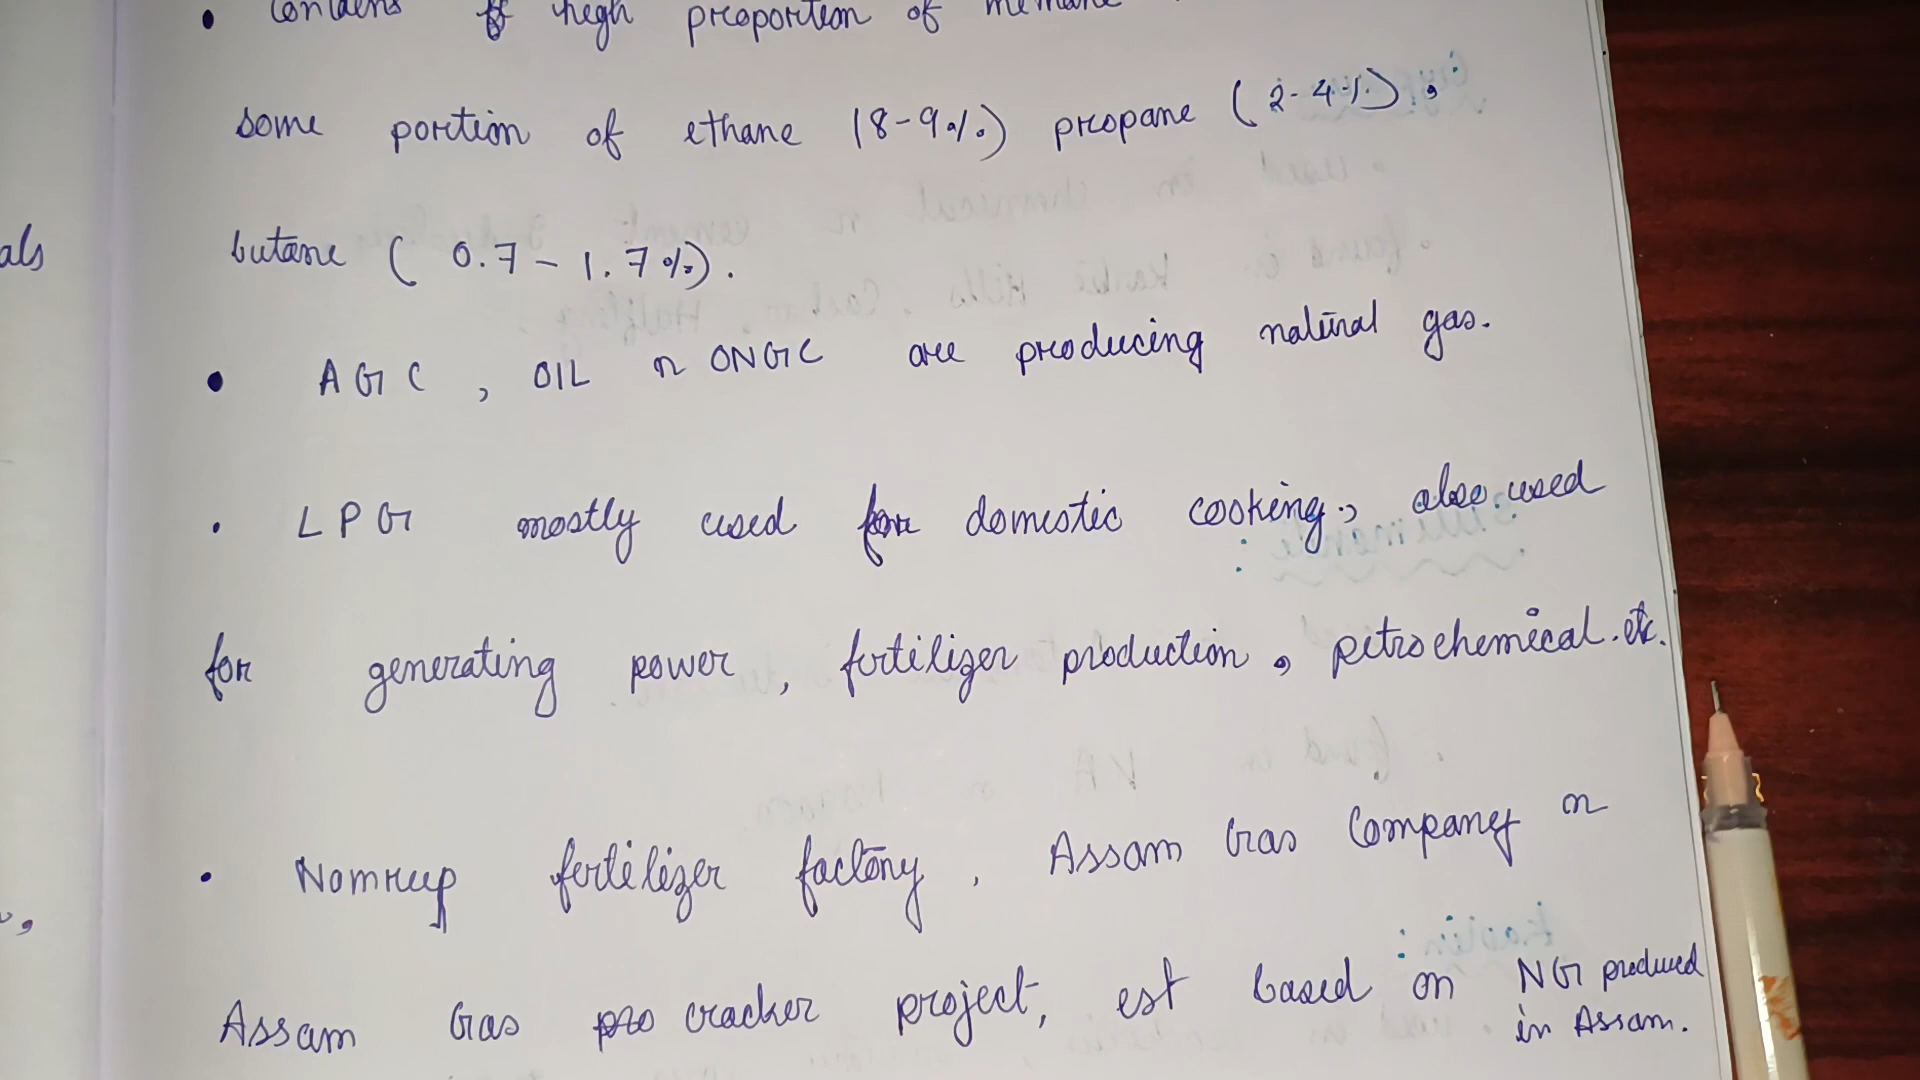 • contains high proportion of methane
some portion of ethane (8-9%) propane (2-4%),
butane (0.7-1.7%).
• AGC, OIL n ONGC are producing natural gas.
• LPG mostly used for domestic cooking, also used
for generating power, fertilizer production, petrochemical. etc.
• Namrup fertilizer factory, Assam Gas Company n
Assam Gas cracker project, est based on NG produced
in Assam.
als